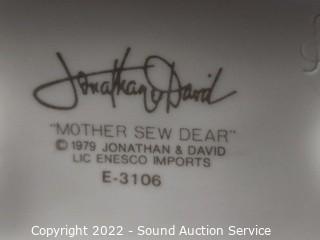 Jonathan & David
"MOTHER SEW DEAR"
© 1979 JONATHAN & DAVID
LIC ENESCO IMPORTS
E-3106
Copyright 2022 - Sound Auction Service